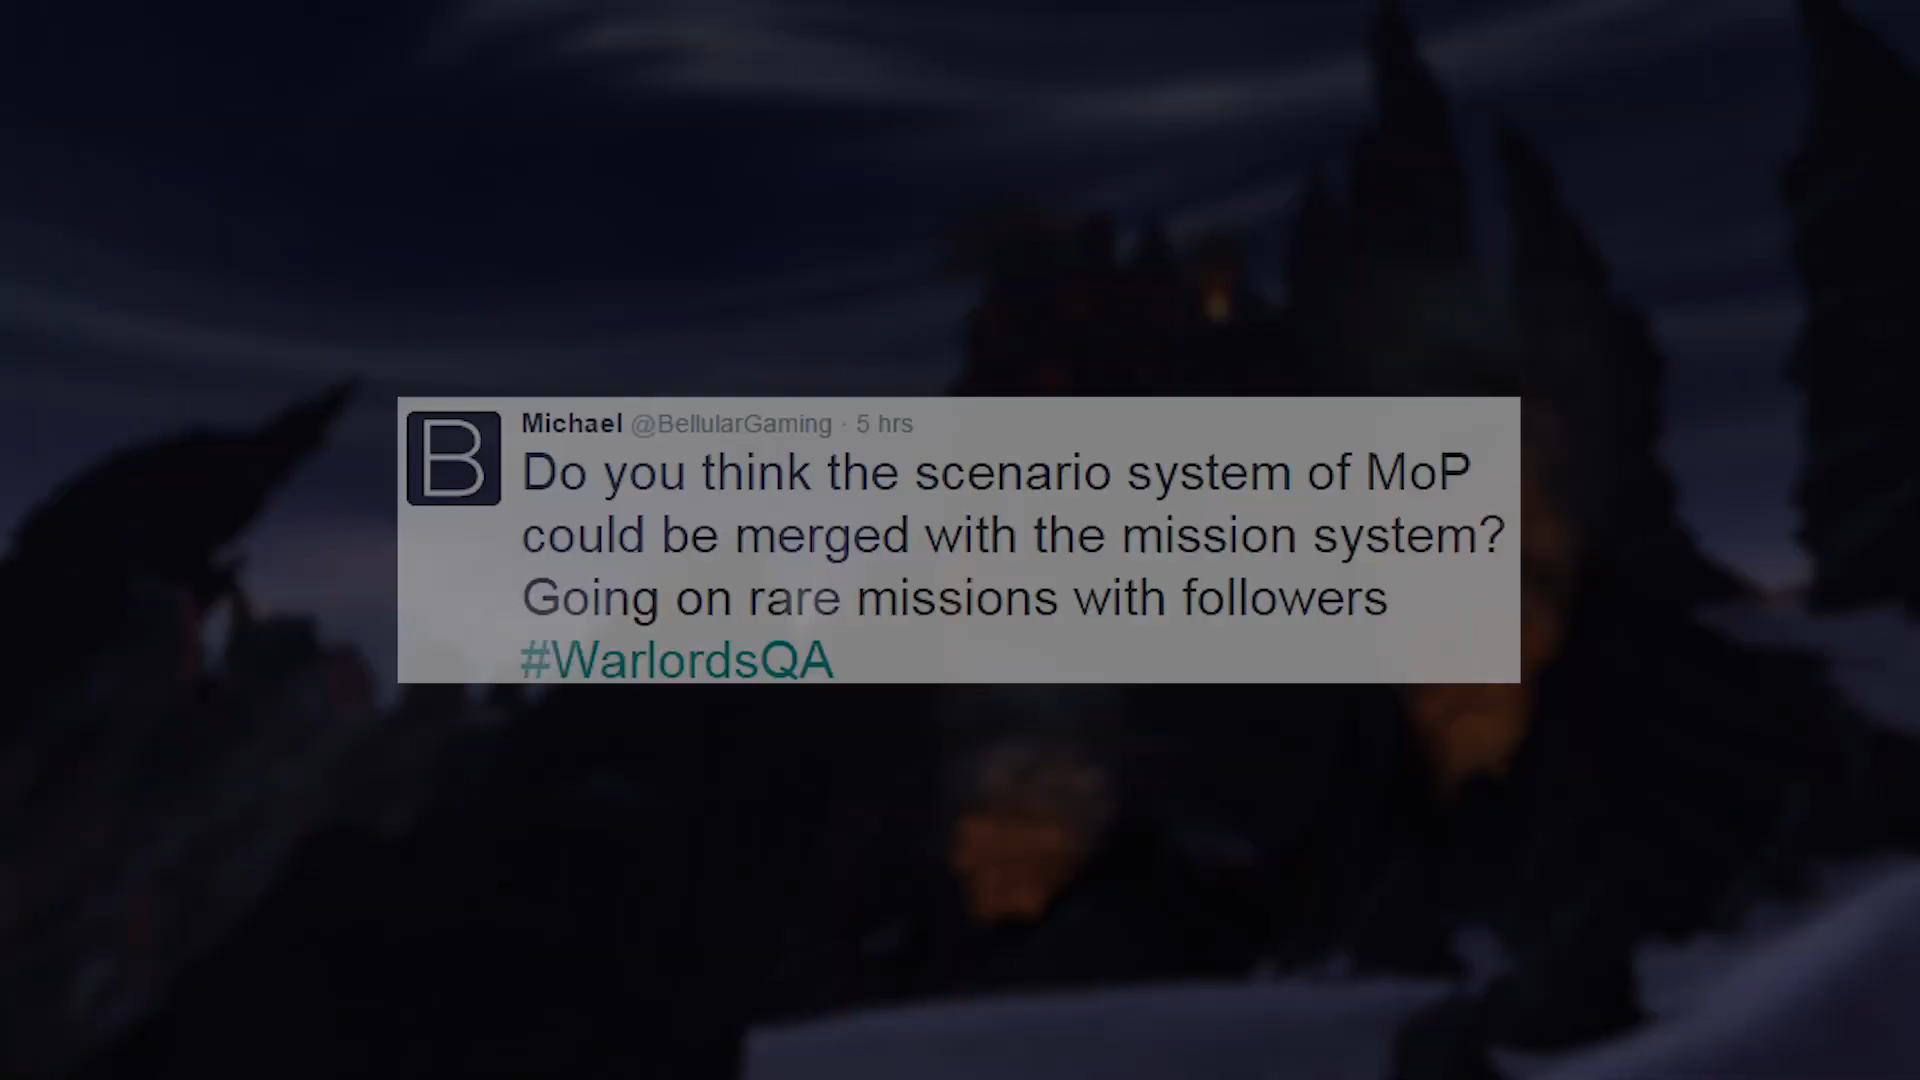 B
Michael @BellularGaming · 5 hrs
Do you think the scenario system of MoP
could be merged with the mission system?
Going on rare missions with followers
#WarlordsQA